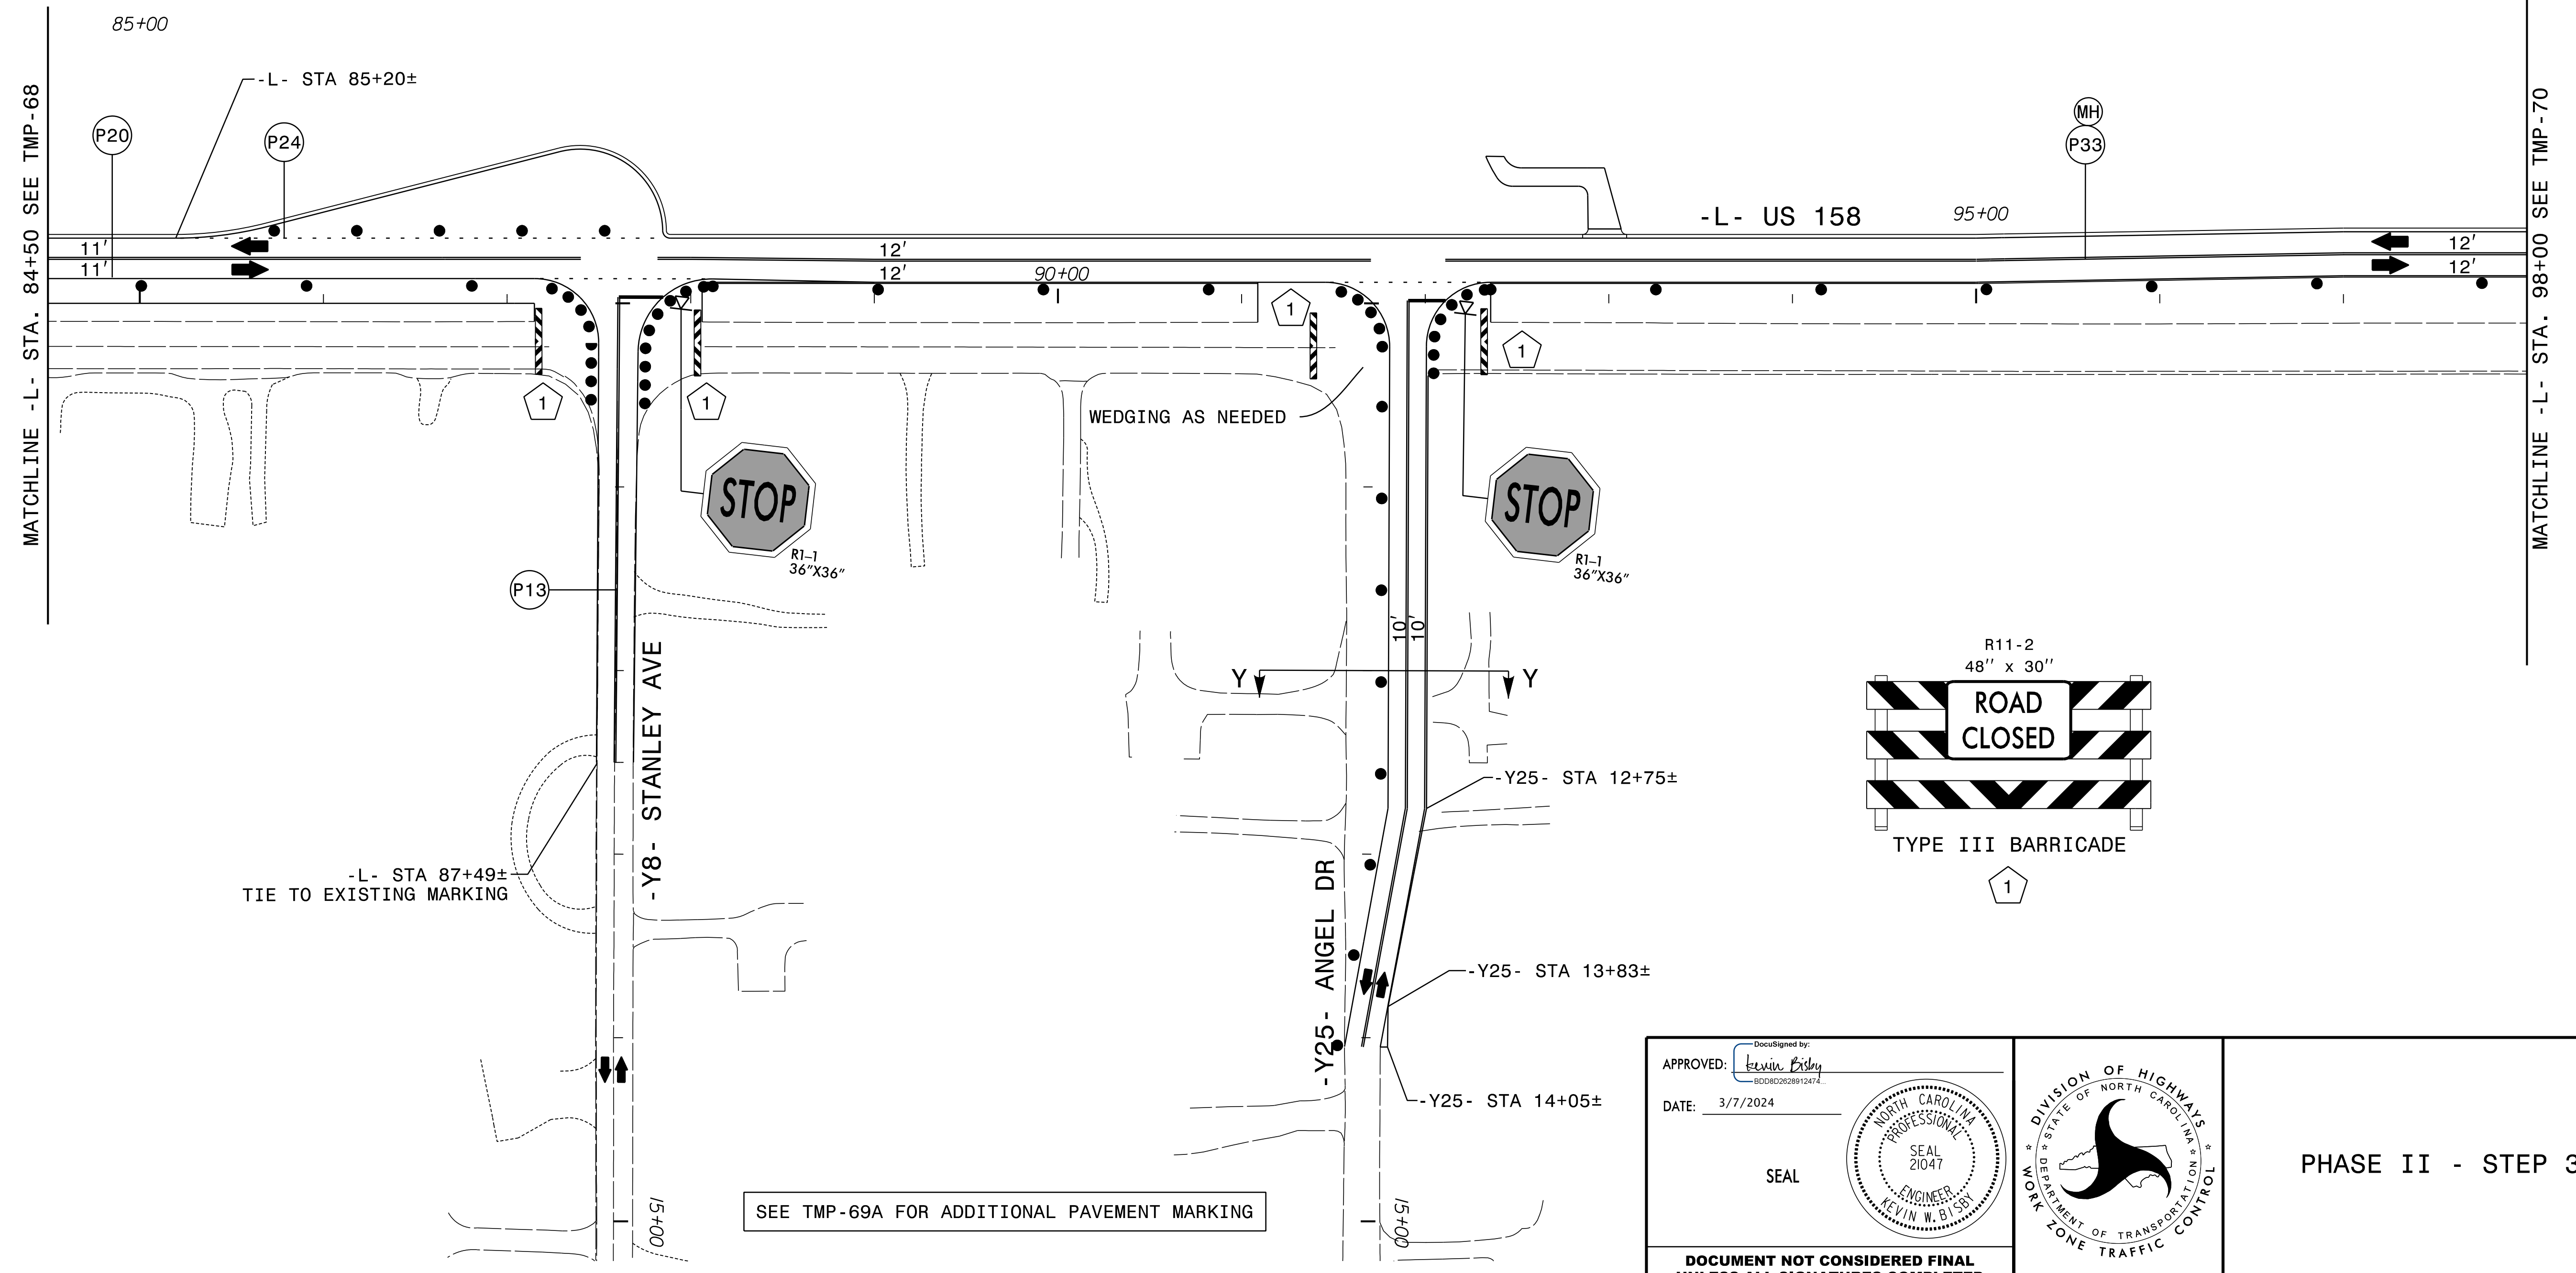 85+00
-L- STA 85+20±
MATCHLINE -L- STA. 84+50 SEE TMP-68
P20
P24
MH
P33
MATCHLINE -L- STA. 98+00 SEE TMP-70
-L- US 158
95+00
11'
11'
12'
12'
90+00
12'
12'
1
1
1
1
WEDGING AS NEEDED
STOP
R1-1
36"X36"
STOP
R1-1
36"X36"
P13
-Y8- STANLEY AVE
10'
10'
Y
Y
R11-2
48'' x 30''
ROAD
CLOSED
TYPE III BARRICADE
1
-Y25- STA 12+75±
-L- STA 87+49±
TIE TO EXISTING MARKING
-Y25- ANGEL DR
-Y25- STA 13+83±
-Y25- STA 14+05±
15+00
15+00
SEE TMP-69A FOR ADDITIONAL PAVEMENT MARKING
DocuSigned by:
APPROVED: Kevin Bisby
BDD8D2628912474...
DATE: 3/7/2024
SEAL
NORTH CAROLINA
PROFESSIONAL
SEAL
21047
ENGINEER
KEVIN W. BISBY
DIVISION OF HIGHWAYS
STATE OF NORTH CAROLINA
DEPARTMENT OF TRANSPORTATION
WORK ZONE TRAFFIC CONTROL
PHASE II - STEP 3
DOCUMENT NOT CONSIDERED FINAL
UNLESS ALL SIGNATURES COMPLETED